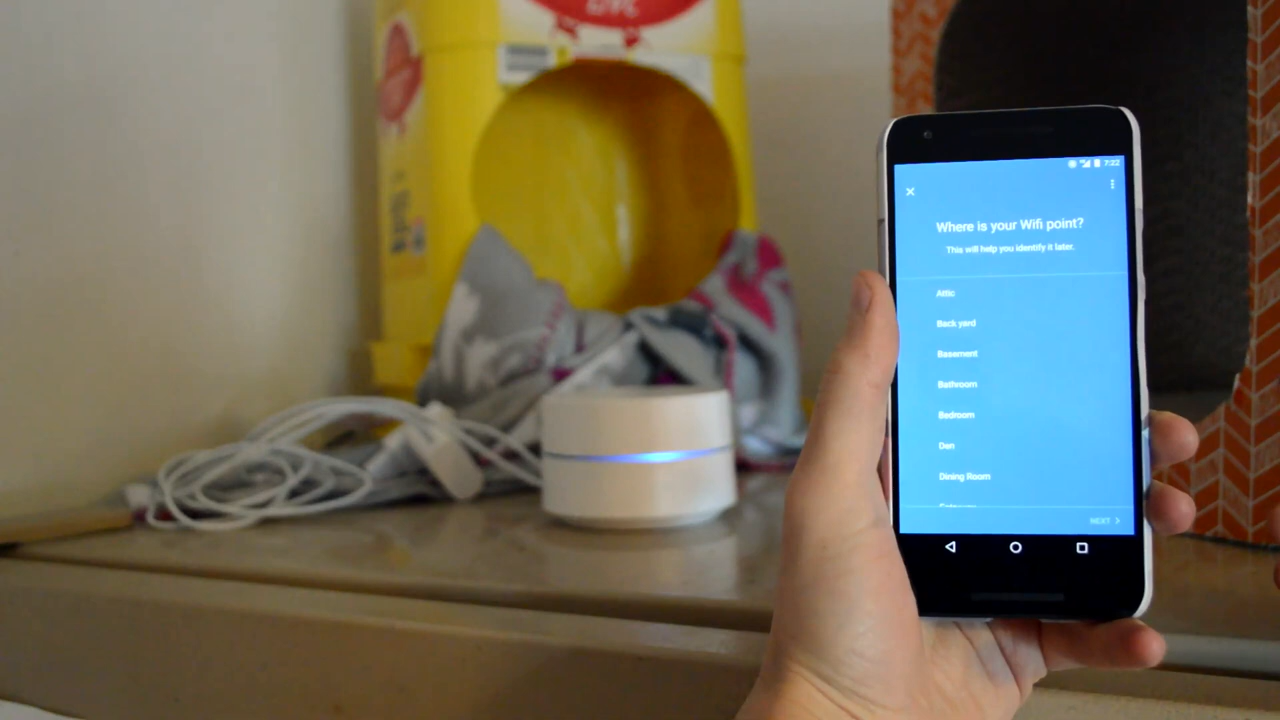 7:22
Where is your Wifi point?
This will help you identify it later.
Attic
Back yard
Basement
Bathroom
Bedroom
Den
Dining Room
NEXT